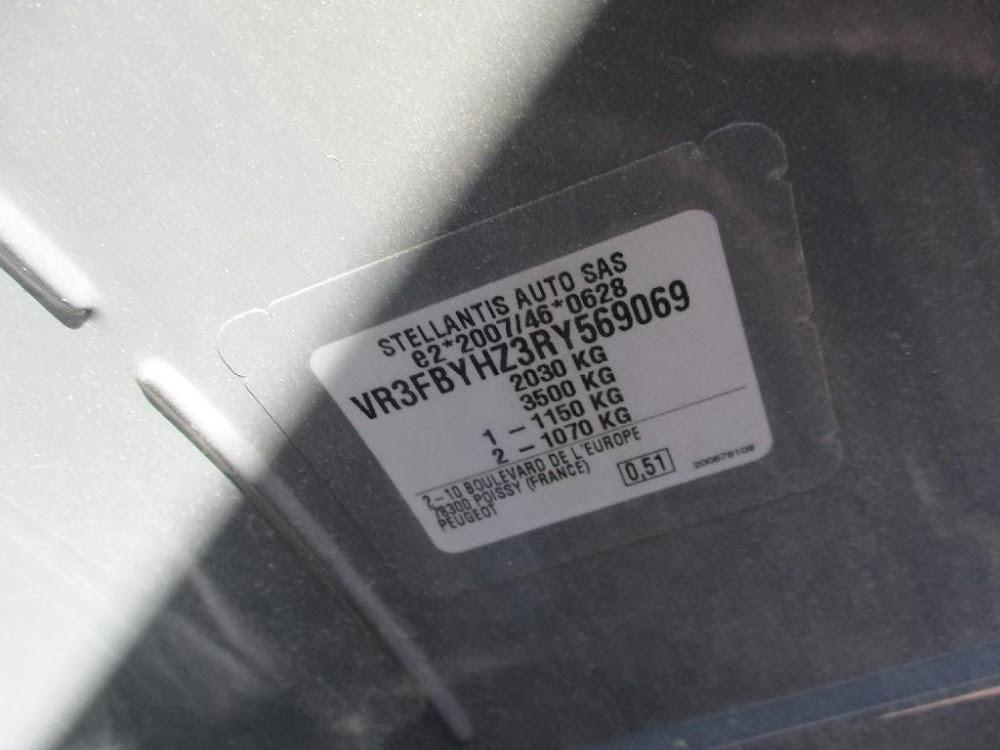 STELLANTIS AUTO SAS
e2*2007/46*0628
VR3FBYHZ3RY569069
2030 KG
3500 KG
1 - 1150 KG
2 - 1070 KG
2-10 BOULEVARD DE L'EUROPE
78300 POISSY (FRANCE)
PEUGEOT
0,51
200679109